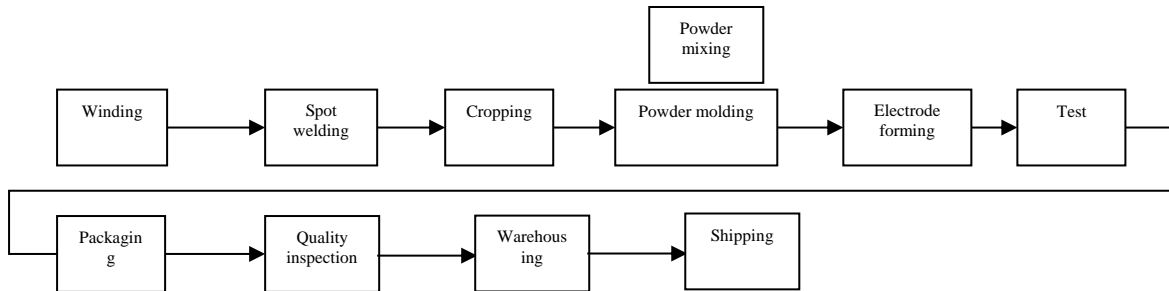 Powder
mixing
Winding
Spot
welding
Cropping
Powder molding
Electrode
forming
Test
Packagin
g
Quality
inspection
Warehous
ing
Shipping